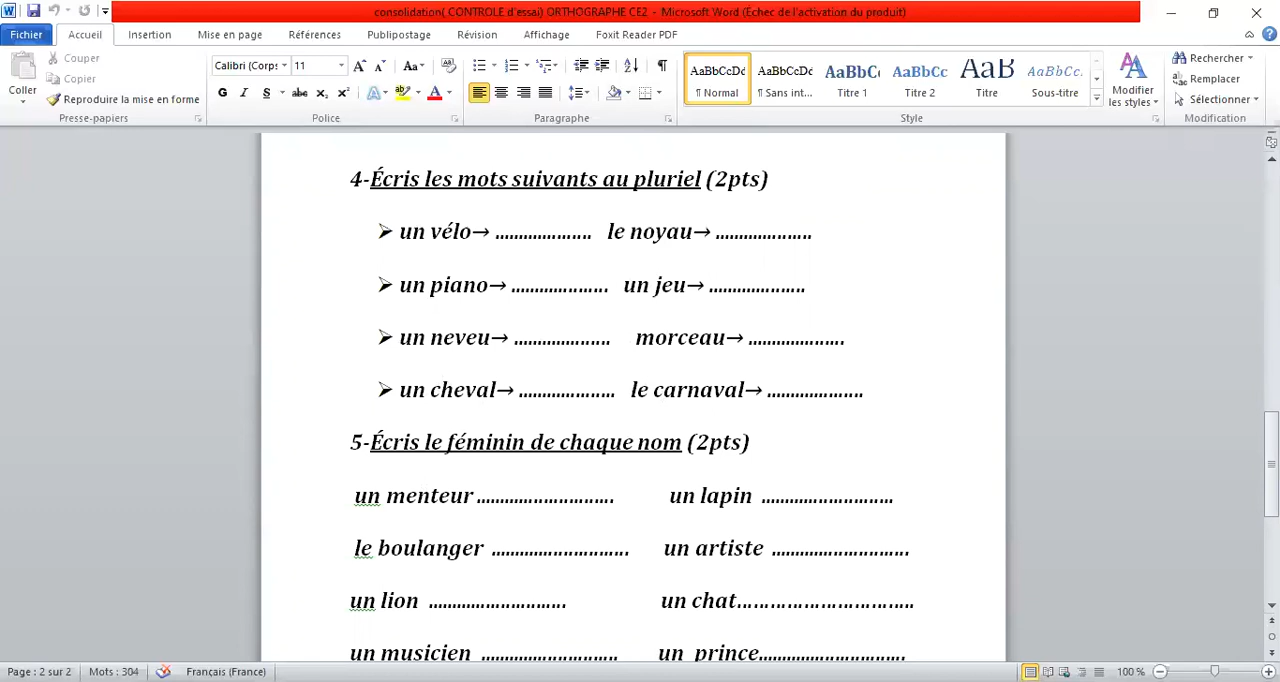 consolidation( CONTROLE d'essai) ORTHOGRAPHE CE2 - Microsoft Word (Échec de l'activation du produit)
Fichier Accueil Insertion Mise en page Références Publipostage Révision Affichage Foxit Reader PDF
Coller
Couper
Copier
Reproduire la mise en forme
Presse-papiers
Calibri (Corps 11
G I S abc x₂ x²
Police
Paragraphe
AaBbCcDd AaBbCcDd AaBbC AaBbCc AaB AaBbCc.
¶ Normal ¶ Sans int... Titre 1 Titre 2 Titre Sous-titre
Style
Modifier
les styles
Rechercher
Remplacer
Sélectionner
Modification
4-Écris les mots suivants au pluriel (2pts)
un vélo→ ..................... le noyau→ .....................
un piano→ ..................... un jeu→ .....................
un neveu→ ..................... morceau→ .....................
un cheval→ ..................... le carnaval→ .....................
5-Écris le féminin de chaque nom (2pts)
un menteur ............................. un lapin ............................
le boulanger ............................. un artiste .............................
un lion ............................. un chat................................
un musicien ............................. un prince...............................
Page : 2 sur 2 Mots : 304 Français (France) 100 %